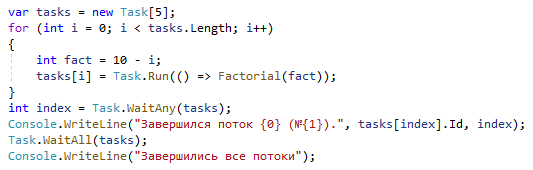 var tasks = new Task[5];
for (int i = 0; i < tasks.Length; i++)
{
    int fact = 10 - i;
    tasks[i] = Task.Run(() => Factorial(fact));
}
int index = Task.WaitAny(tasks);
Console.WriteLine("Завершился поток {0} (№{1}).", tasks[index].Id, index);
Task.WaitAll(tasks);
Console.WriteLine("Завершились все потоки");